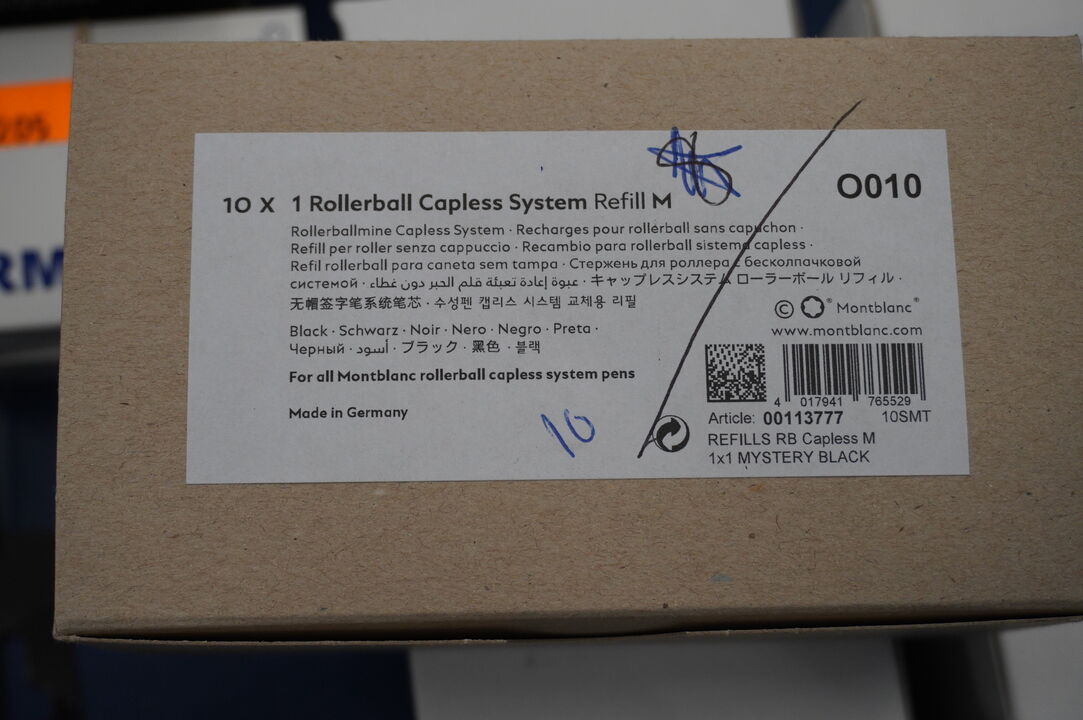 10 X 1 Rollerball Capless System Refill M
O010
Rollerballmine Capless System · Recharges pour rollerball sans capuchon ·
Refill per roller senza cappuccio · Recambio para rollerball sistema capless ·
Refil rollerball para caneta sem tampa · Стержень для роллера с бесколпачковой
системой · عبوة إعادة تعبئة قلم الحبر دون غطاء · キャップレスシステム ローラーボール リフィル ·
无帽签字笔系统笔芯 · 수성펜 캡리스 시스템 교체용 리필
Black · Schwarz · Noir · Nero · Negro · Preta ·
Черный · أسود · ブラック · 黑色 · 블랙
For all Montblanc rollerball capless system pens
Made in Germany
10
© ® Montblanc®
www.montblanc.com
4 017941 765529
Article: 00113777 10SMT
REFILLS RB Capless M
1x1 MYSTERY BLACK
RM